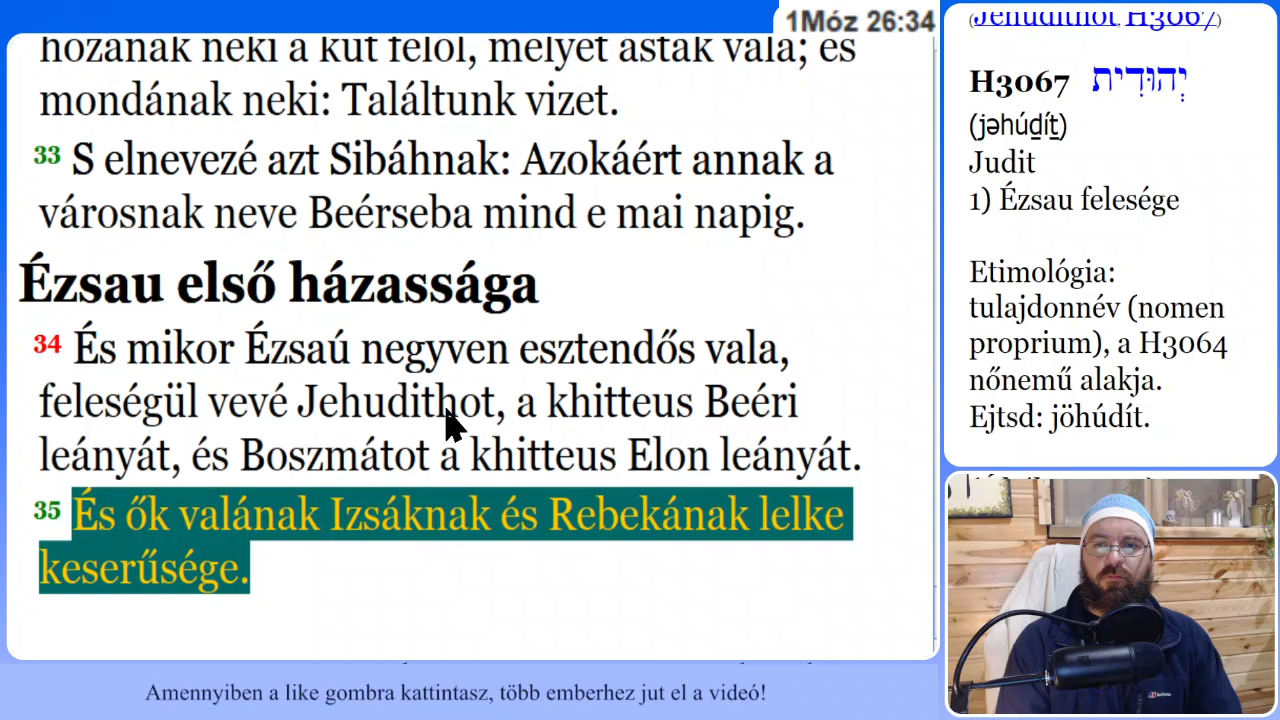 1Móz 26:34
hozának neki a kút felől, melyet ástak vala; és
mondának neki: Találtunk vizet.
33 S elnevezé azt Sibáhnak: Azokáért annak a
városnak neve Beérseba mind e mai napig.
Ézsau első házassága
34 És mikor Ézsaú negyven esztendős vala,
feleségül vevé Jehudithot, a khitteus Beéri
leányát, és Boszmátot a khitteus Elon leányát.
35 És ők valának Izsáknak és Rebekának lelke
keserűsége.
Amennyiben a like gombra kattintasz, több emberhez jut el a videó!
(Jehudithot, H3067)
H3067 יְהוּדִית
(jəhúḏíṯ)
Judit
1) Ézsau felesége
Etimológia:
tulajdonnév (nomen
proprium), a H3064
nőnemű alakja.
Ejtsd: jöhúdít.